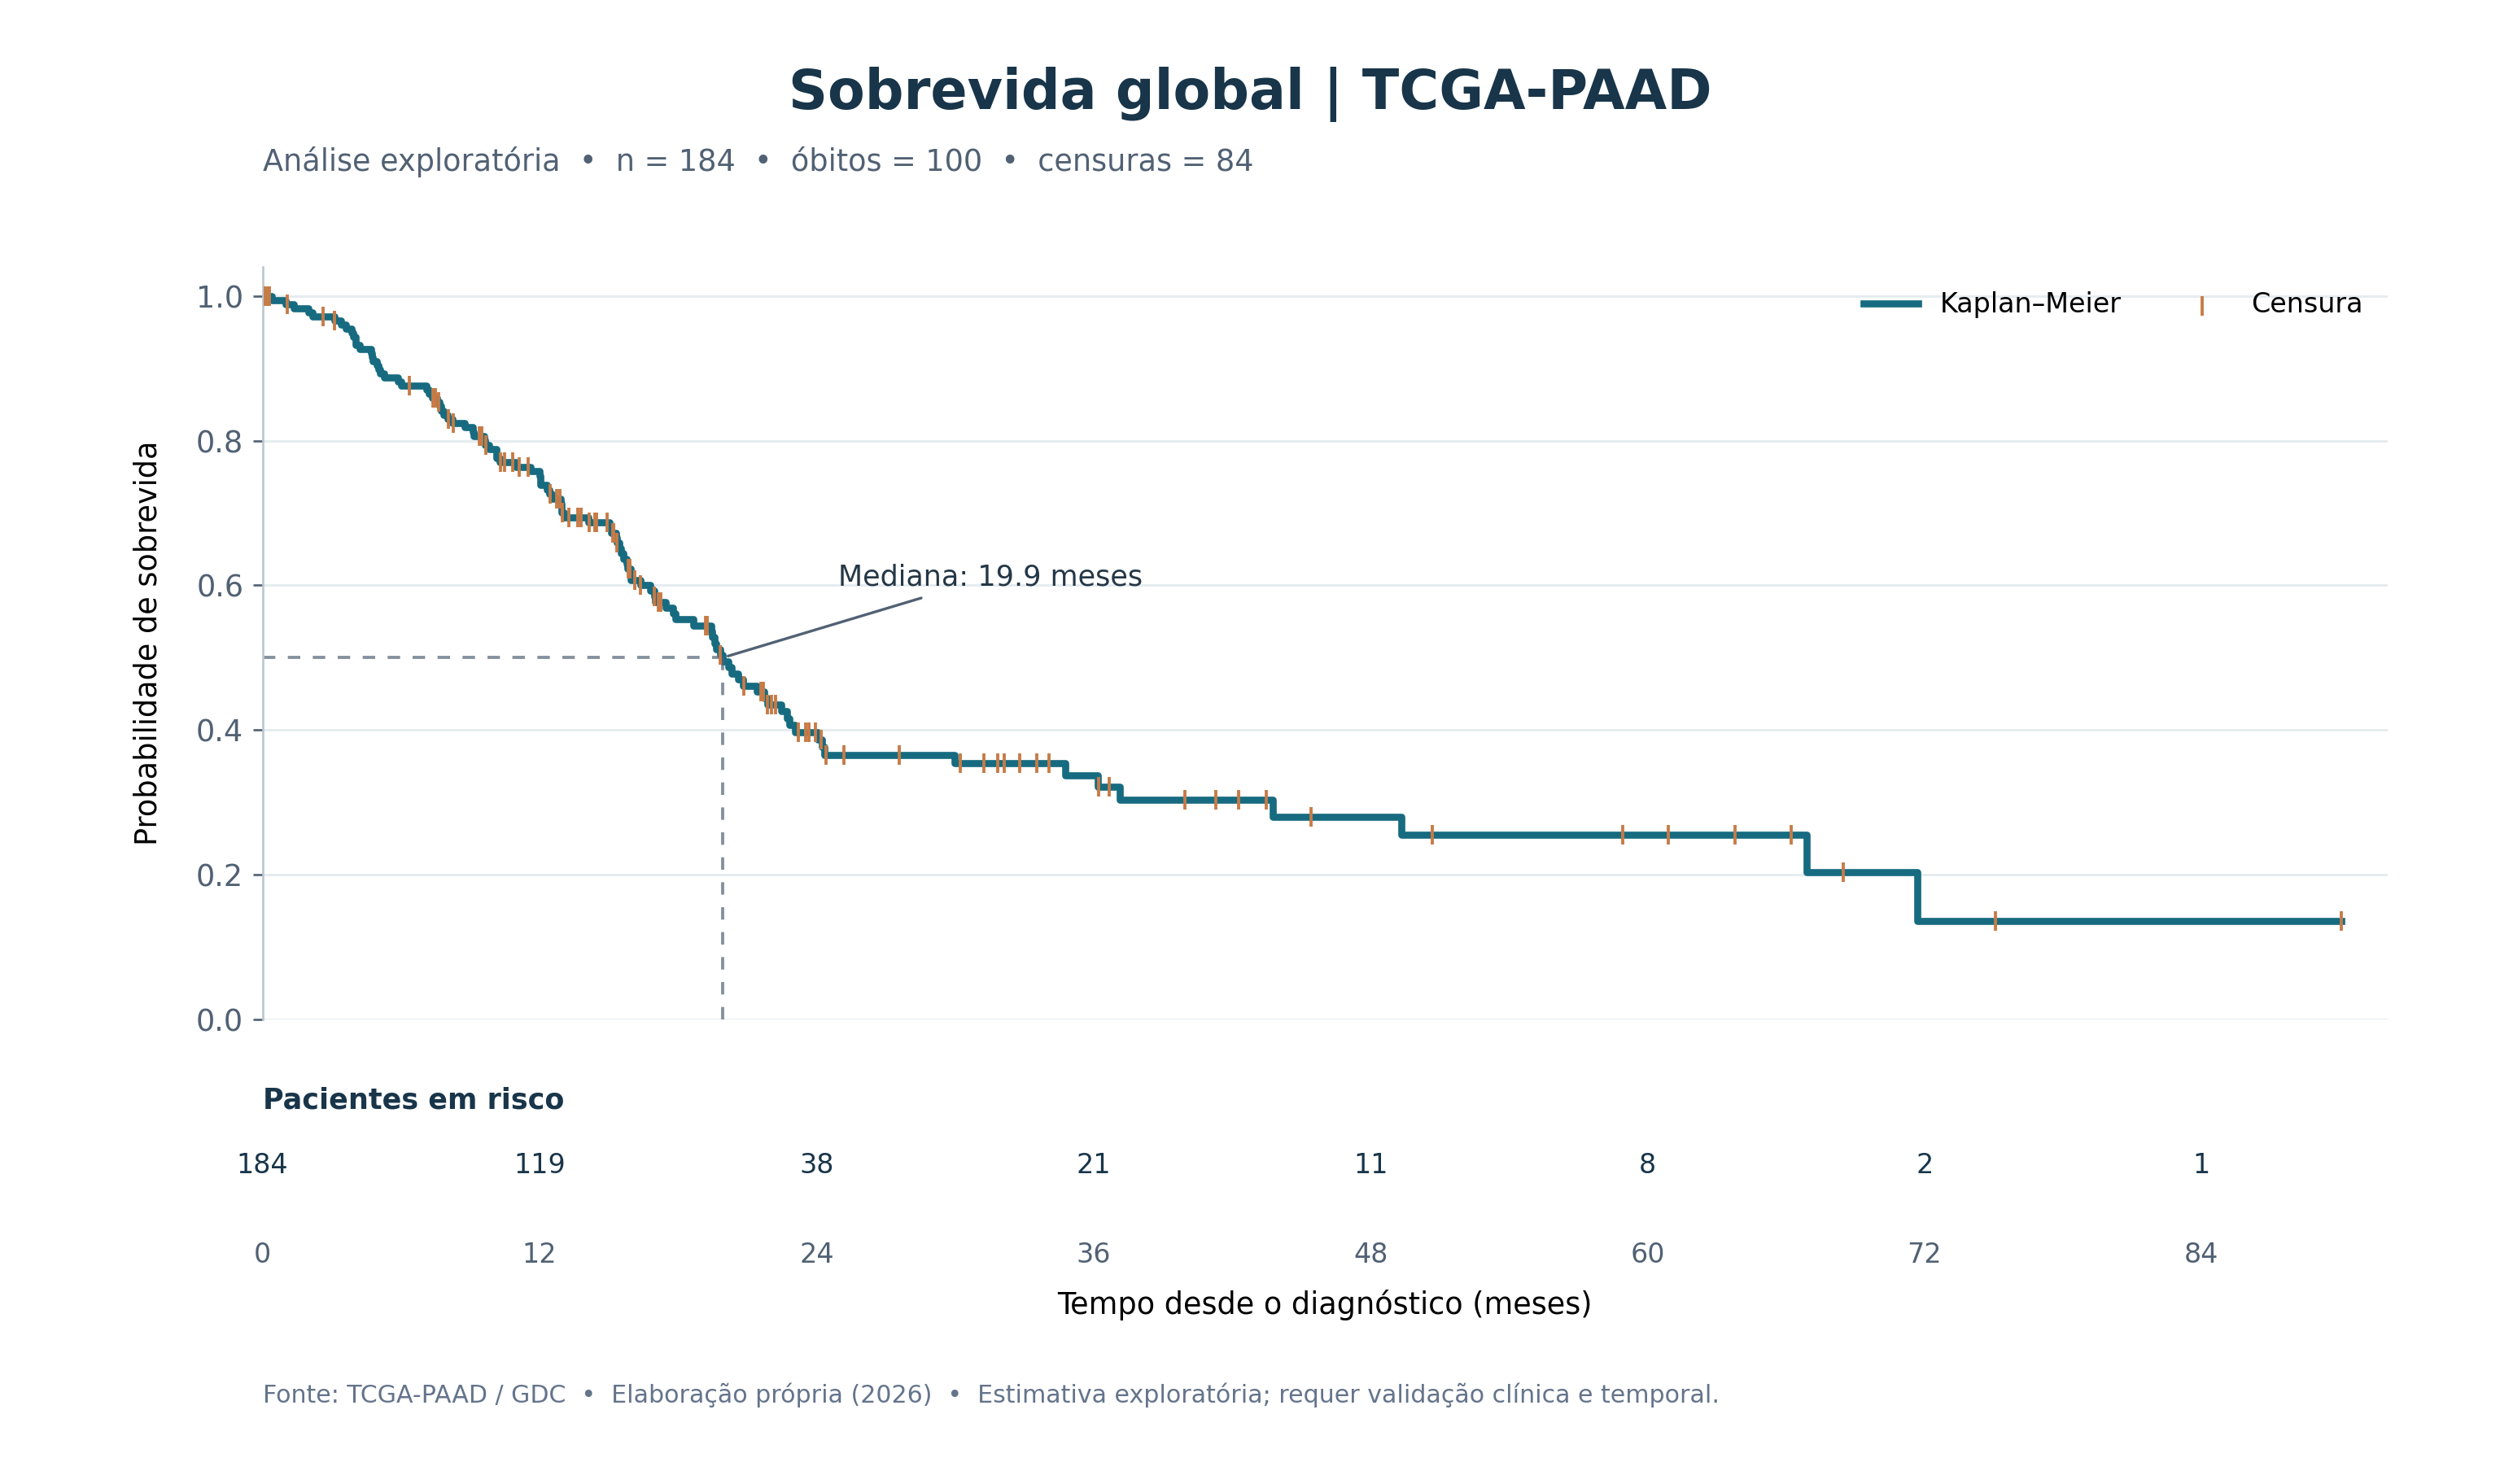 Sobrevida global | TCGA-PAAD
Análise exploratória • n = 184 • óbitos = 100 • censuras = 84
1.0
0.8
0.6
0.4
0.2
0.0
Probabilidade de sobrevida
Kaplan–Meier Censura
Mediana: 19.9 meses
Pacientes em risco
184 119 38 21 11 8 2 1
0 12 24 36 48 60 72 84
Tempo desde o diagnóstico (meses)
Fonte: TCGA-PAAD / GDC • Elaboração própria (2026) • Estimativa exploratória; requer validação clínica e temporal.